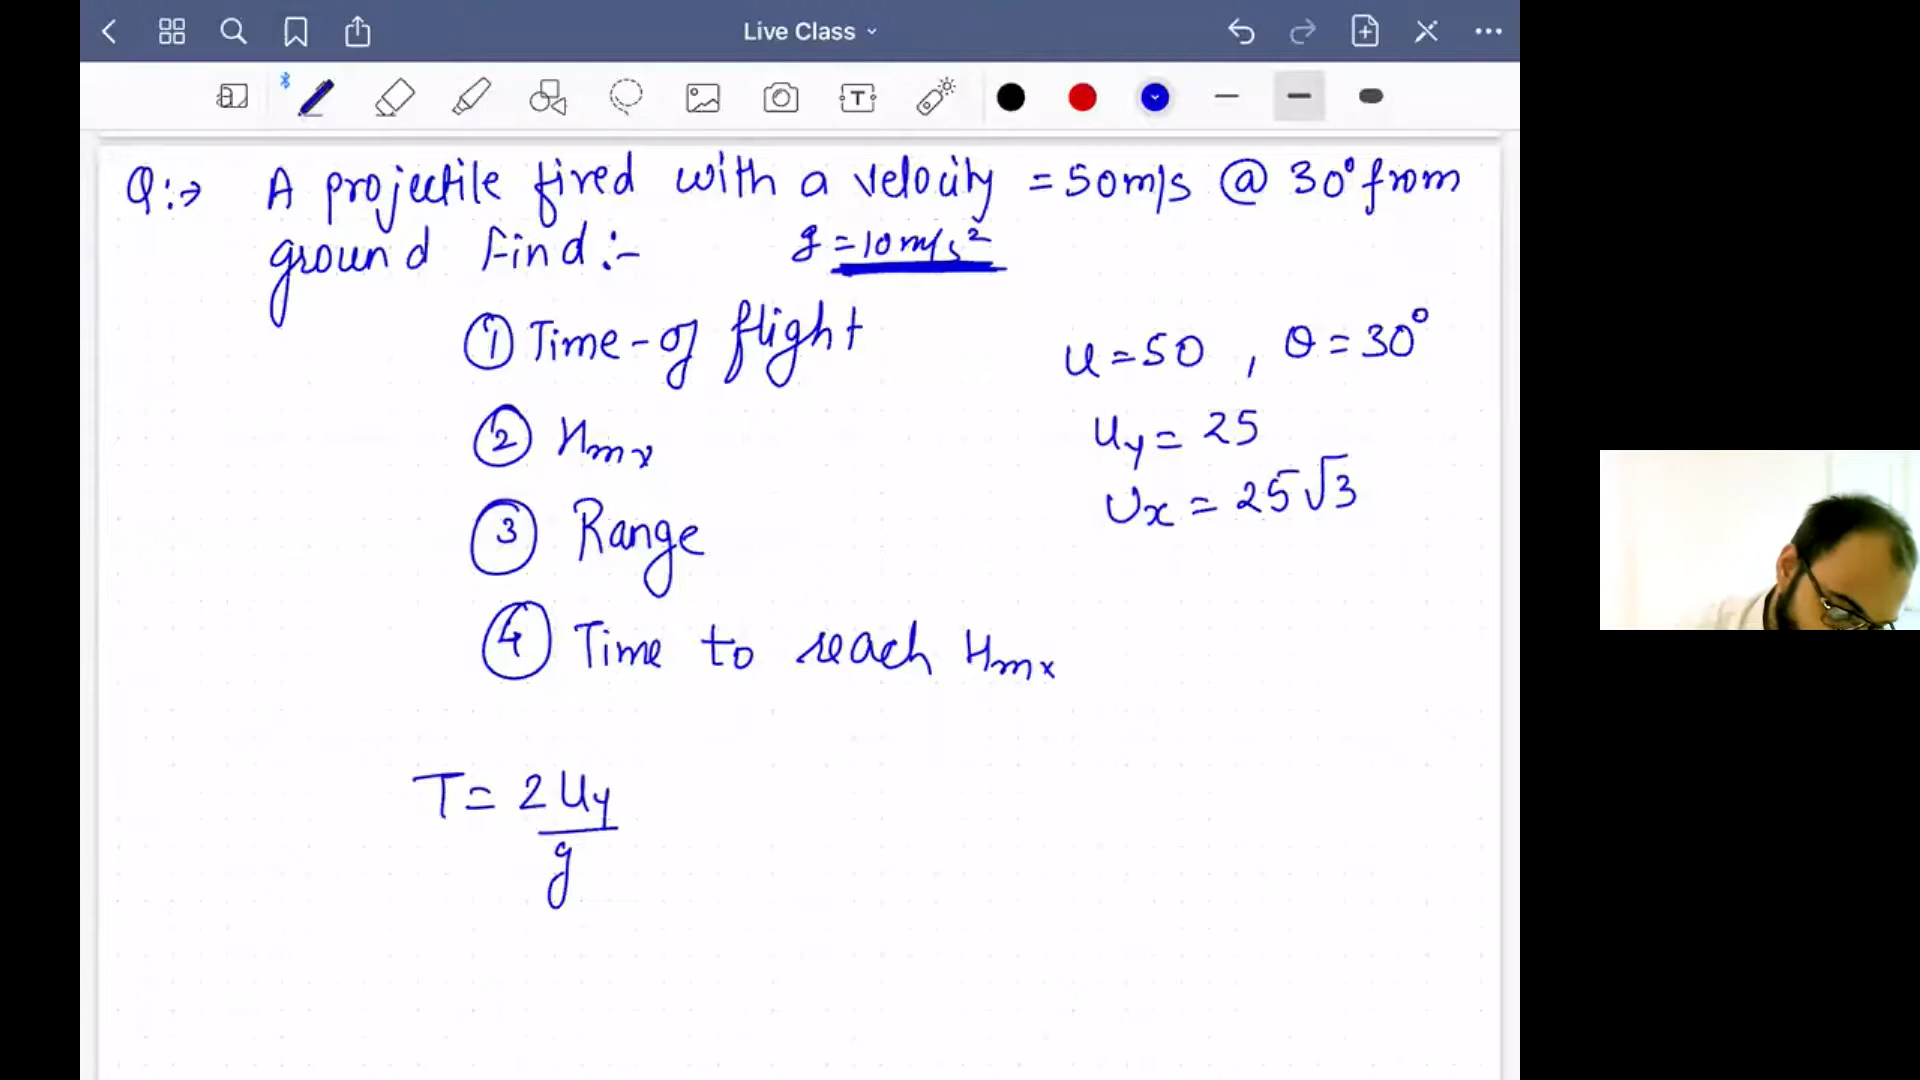 Live Class
Q:→ A projectile fired with a velocity = 50m/s @ 30° from
ground find:-
g = 10 m/s²
① Time-of flight
② Hmx
③ Range
④ Time to reach Hmx
u = 50 , θ = 30°
uy = 25
Ux = 25√3
T = 2Uy
g